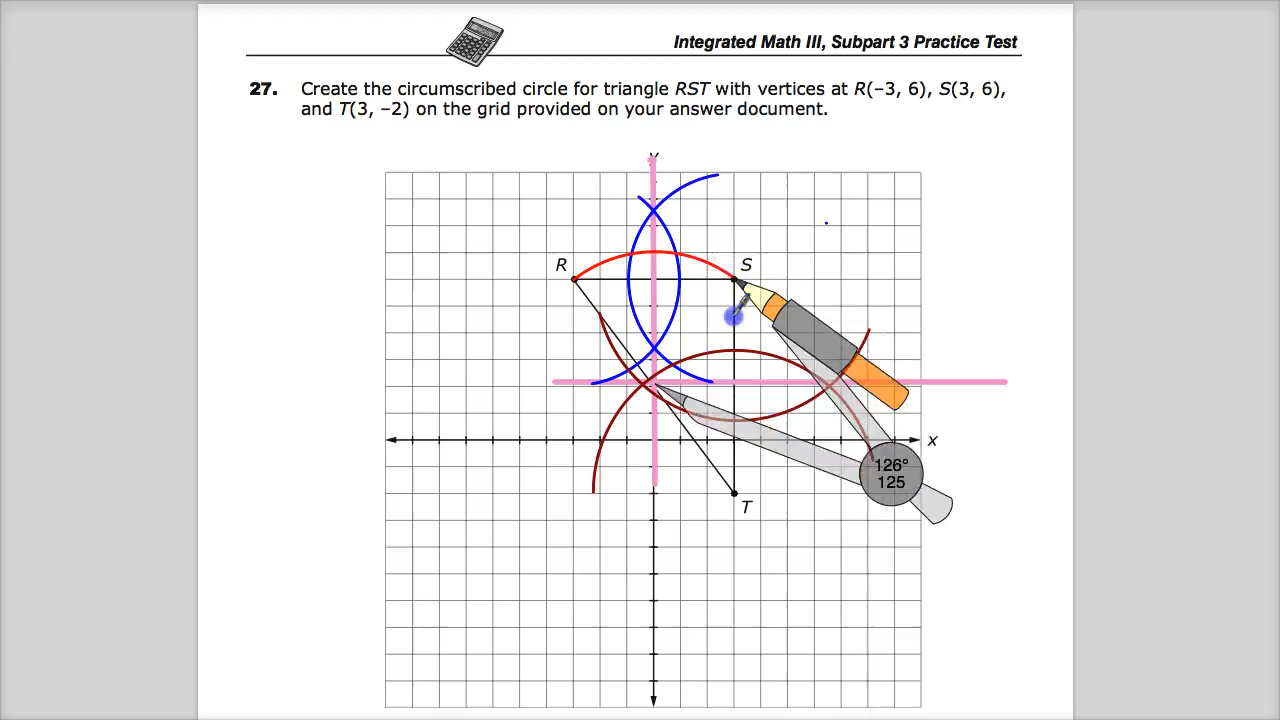 Integrated Math III, Subpart 3 Practice Test
27. Create the circumscribed circle for triangle RST with vertices at R(–3, 6), S(3, 6),
and T(3, –2) on the grid provided on your answer document.
y
R
S
x
126°
125
T